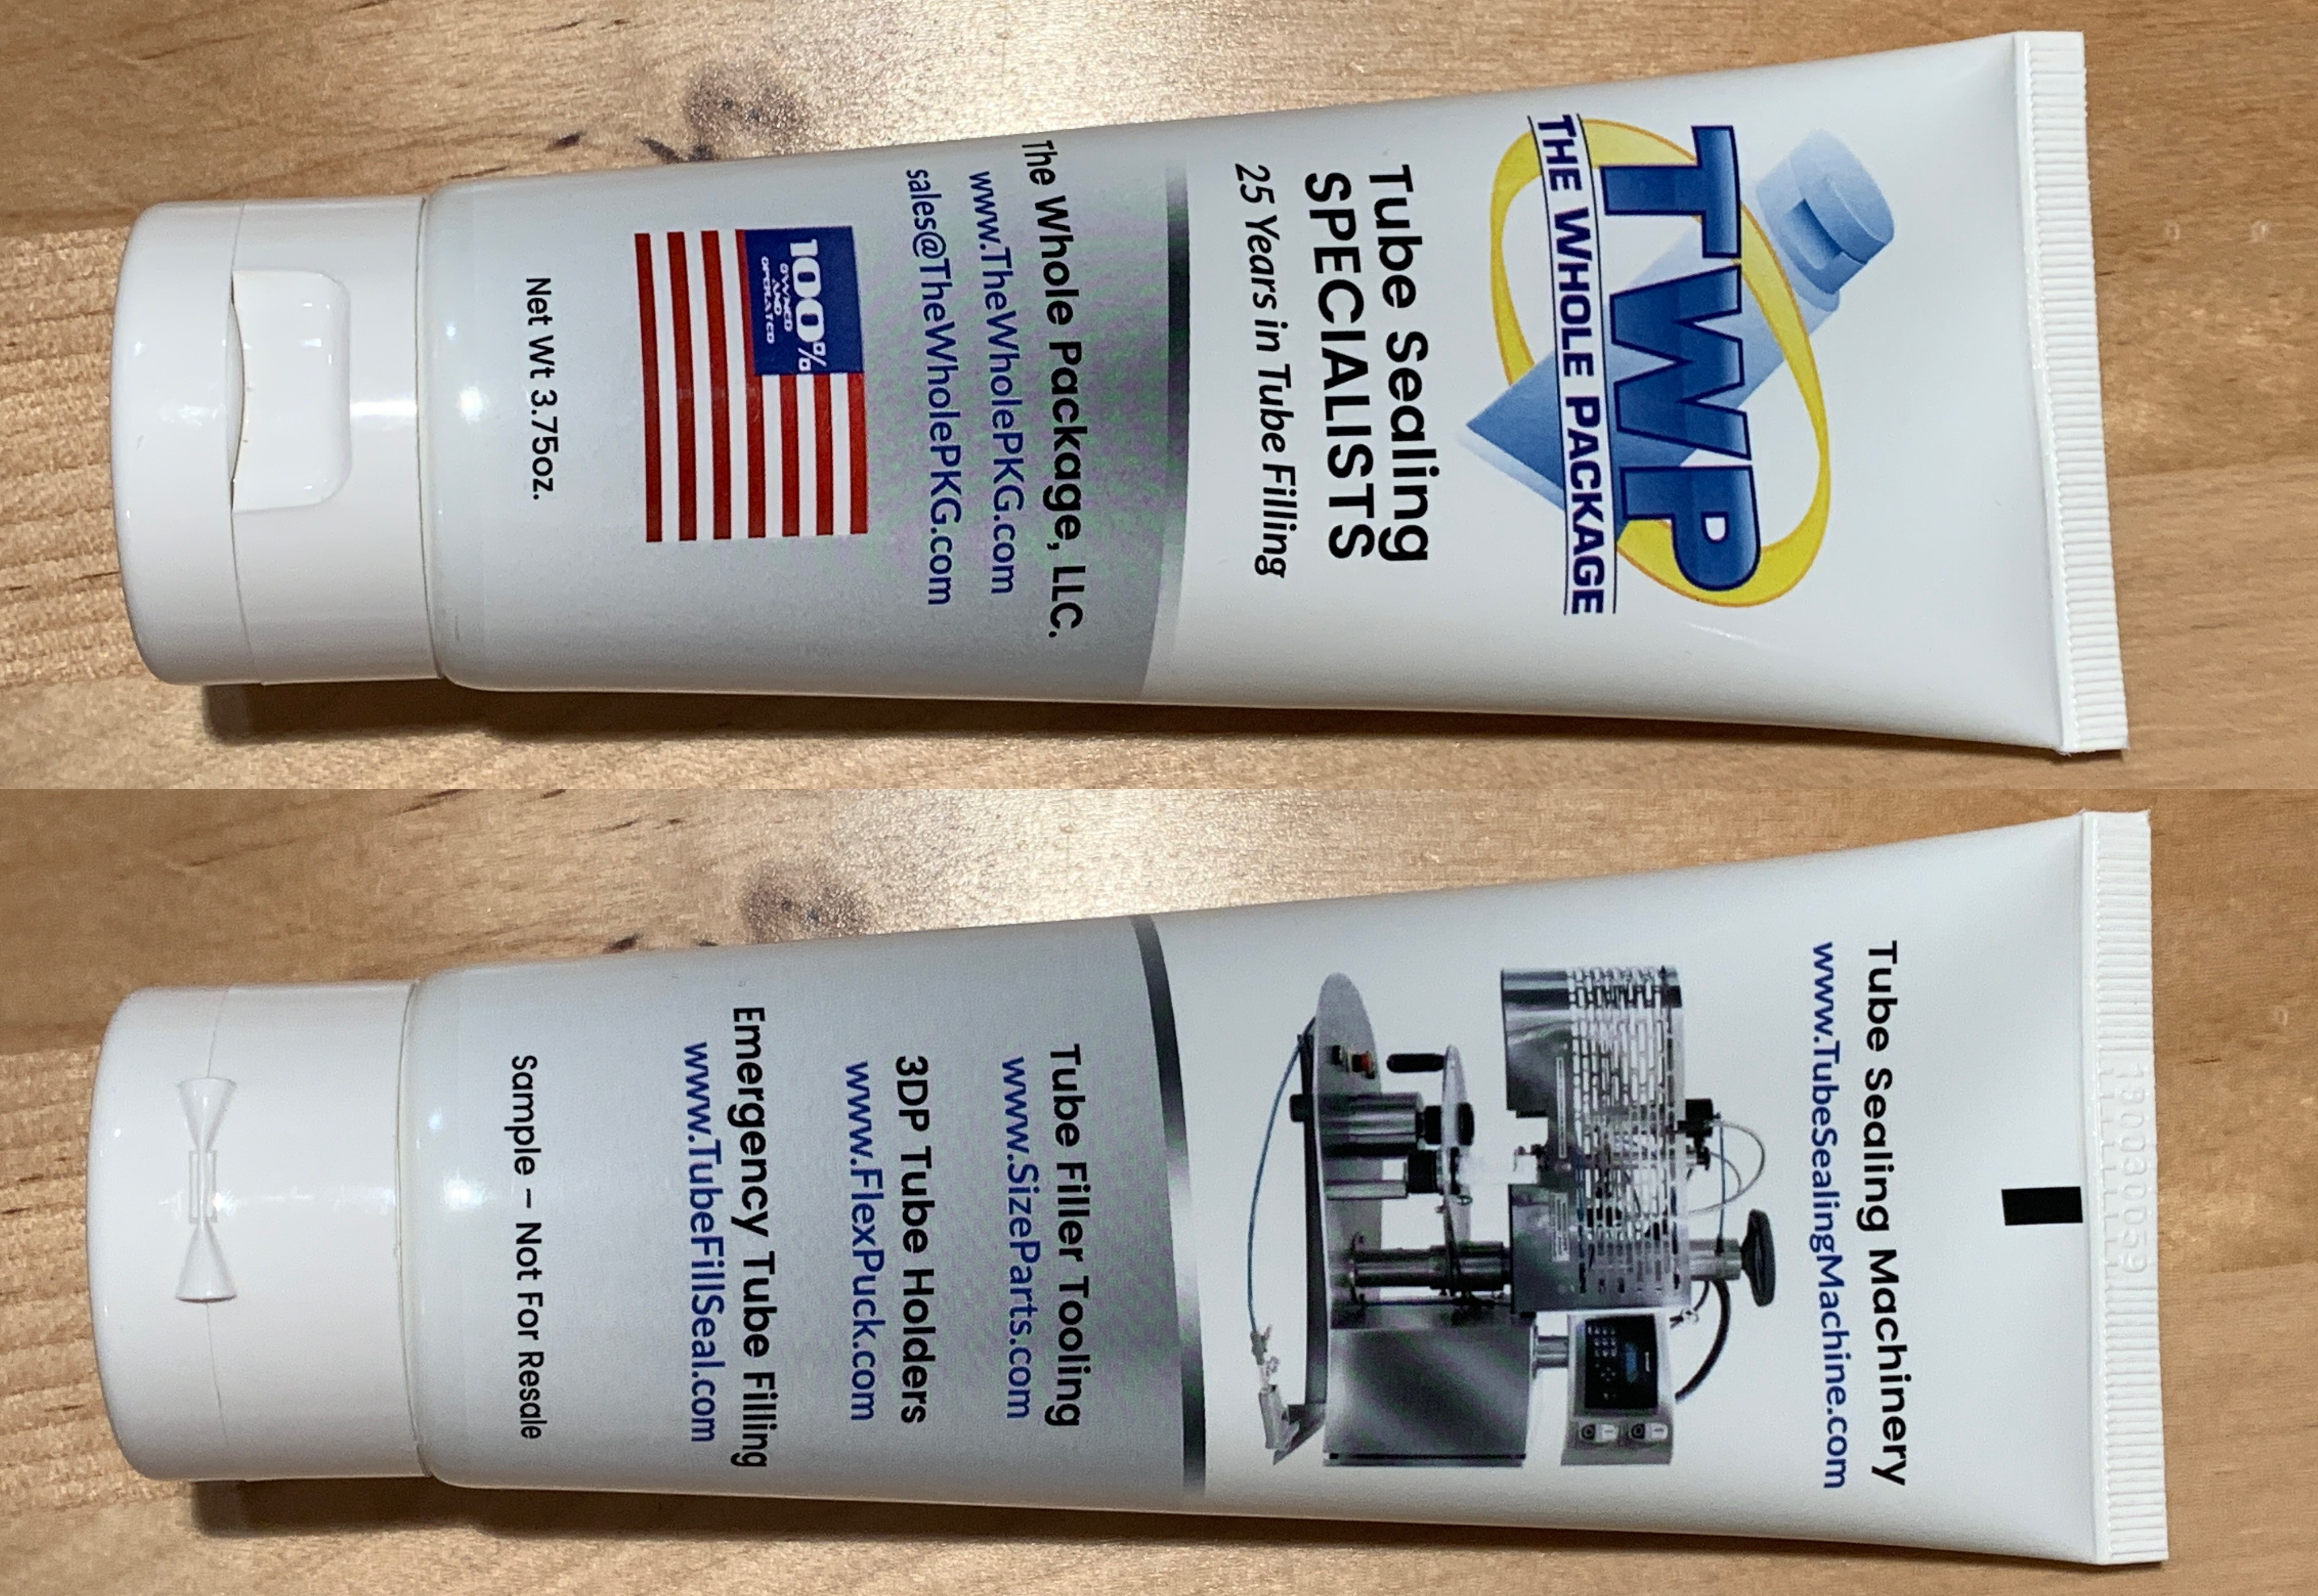 TWP
THE WHOLE PACKAGE
Tube Sealing
SPECIALISTS
25 Years in Tube Filling
The Whole Package, LLC.
www.TheWholePKG.com
sales@TheWholePKG.com
100%
OWNED
AND
OPERATED
Net Wt 3.75oz.
Tube Sealing Machinery
www.TubeSealingMachine.com
Tube Filler Tooling
www.SizeParts.com
3DP Tube Holders
www.FlexPuck.com
Emergency Tube Filling
www.TubeFillSeal.com
Sample – Not For Resale